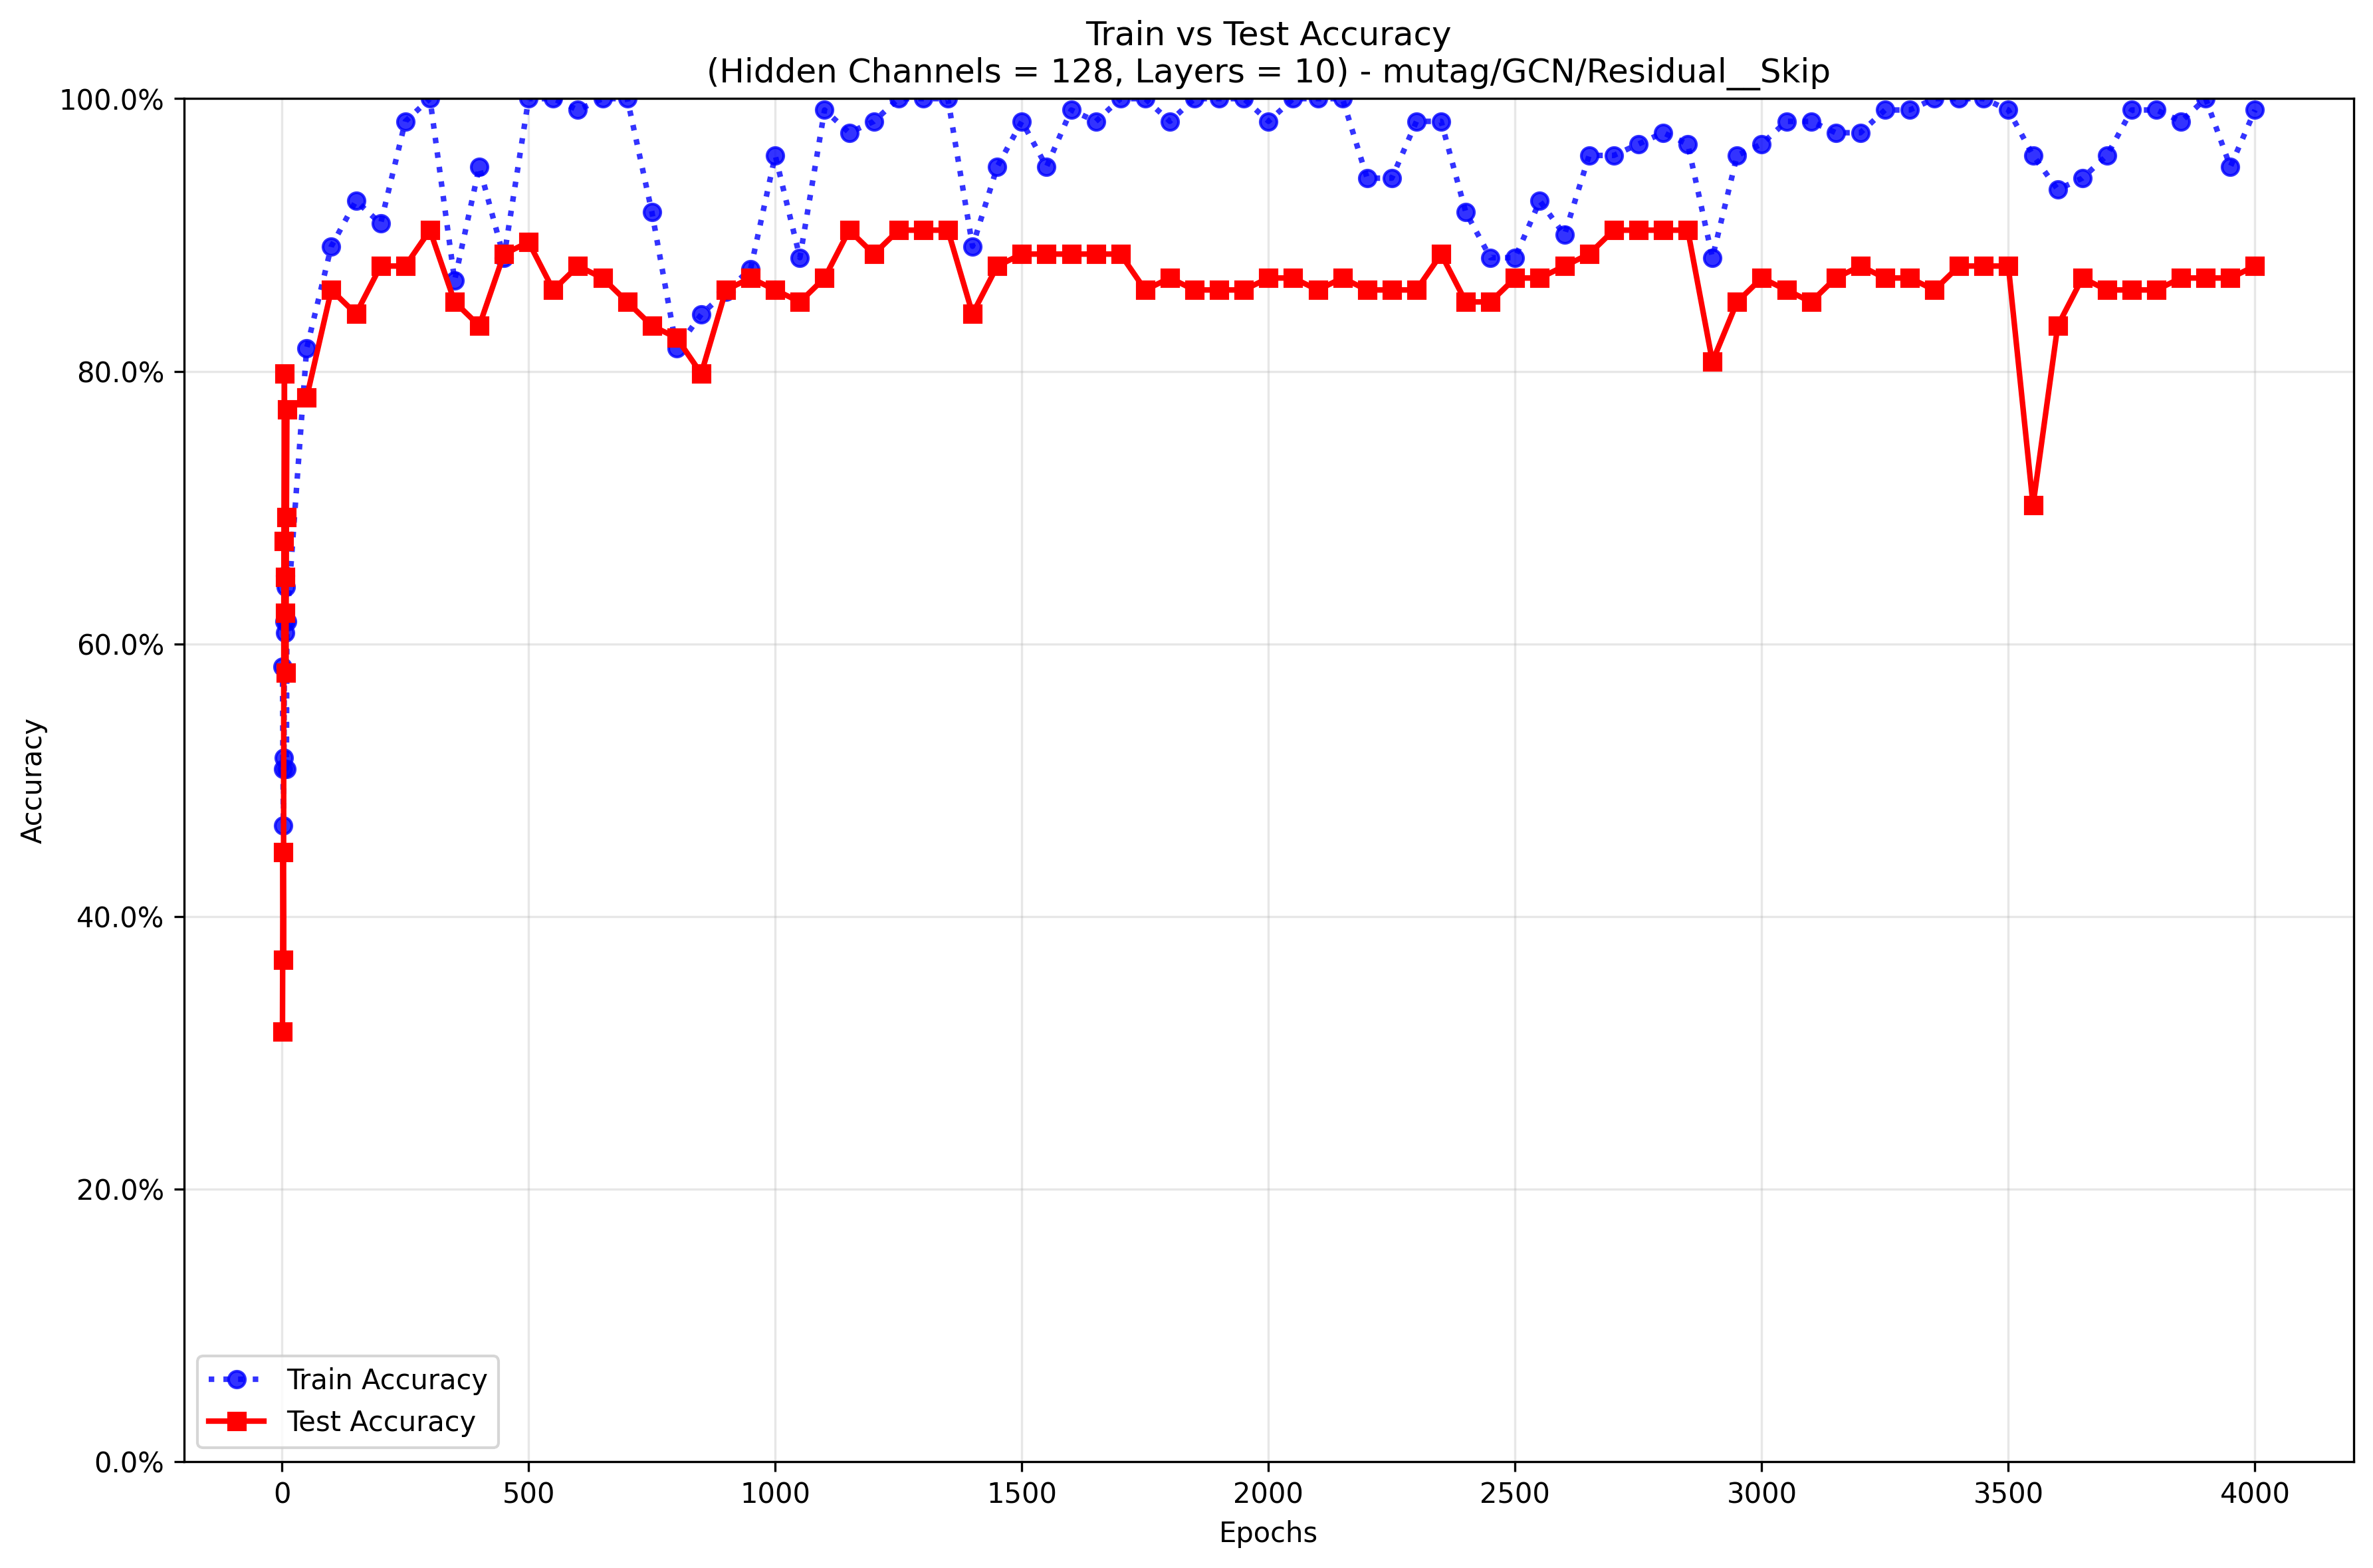 Train vs Test Accuracy
(Hidden Channels = 128, Layers = 10) - mutag/GCN/Residual__Skip
100.0%
80.0%
60.0%
40.0%
20.0%
0.0%
Accuracy
Train Accuracy
Test Accuracy
0 500 1000 1500 2000 2500 3000 3500 4000
Epochs